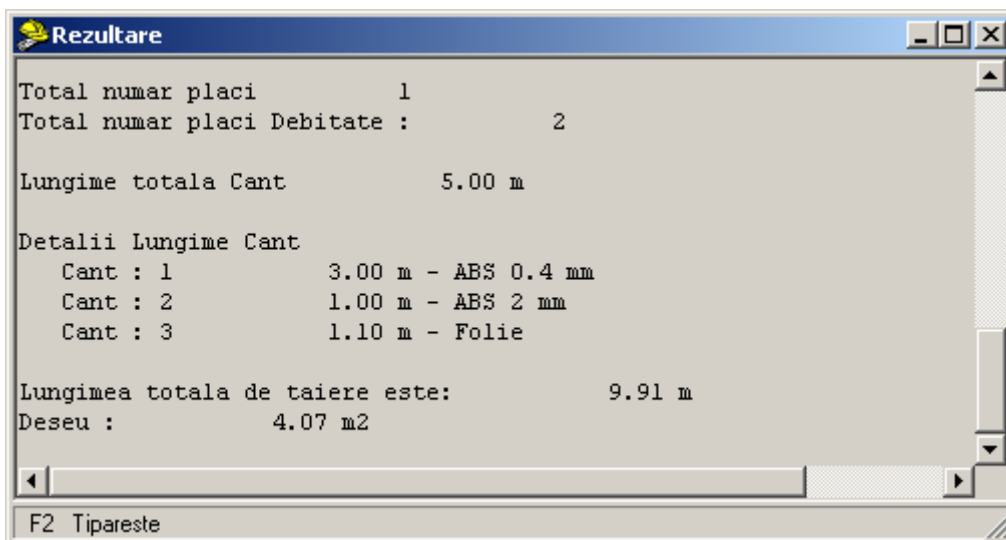 Rezultare
Total numar placi 1
Total numar placi Debitate : 2
Lungime totala Cant 5.00 m
Detalii Lungime Cant
Cant : 1 3.00 m - ABS 0.4 mm
Cant : 2 1.00 m - ABS 2 mm
Cant : 3 1.10 m - Folie
Lungimea totala de taiere este: 9.91 m
Deseu : 4.07 m2
F2 Tipareste